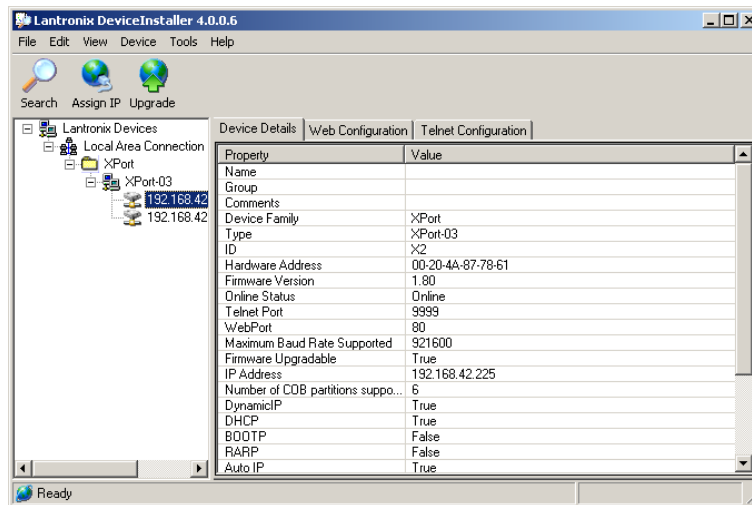 Lantronix DeviceInstaller 4.0.0.6
File Edit View Device Tools Help
Search Assign IP Upgrade
Lantronix Devices
Local Area Connection
XPort
XPort-03
192.168.42
192.168.42
Device Details Web Configuration Telnet Configuration
Property Value
Name
Group
Comments
Device Family XPort
Type XPort-03
ID X2
Hardware Address 00-20-4A-87-78-61
Firmware Version 1.80
Online Status Online
Telnet Port 9999
WebPort 80
Maximum Baud Rate Supported 921600
Firmware Upgradable True
IP Address 192.168.42.225
Number of COB partitions suppo... 6
DynamicIP True
DHCP True
BOOTP False
RARP False
Auto IP True
Ready